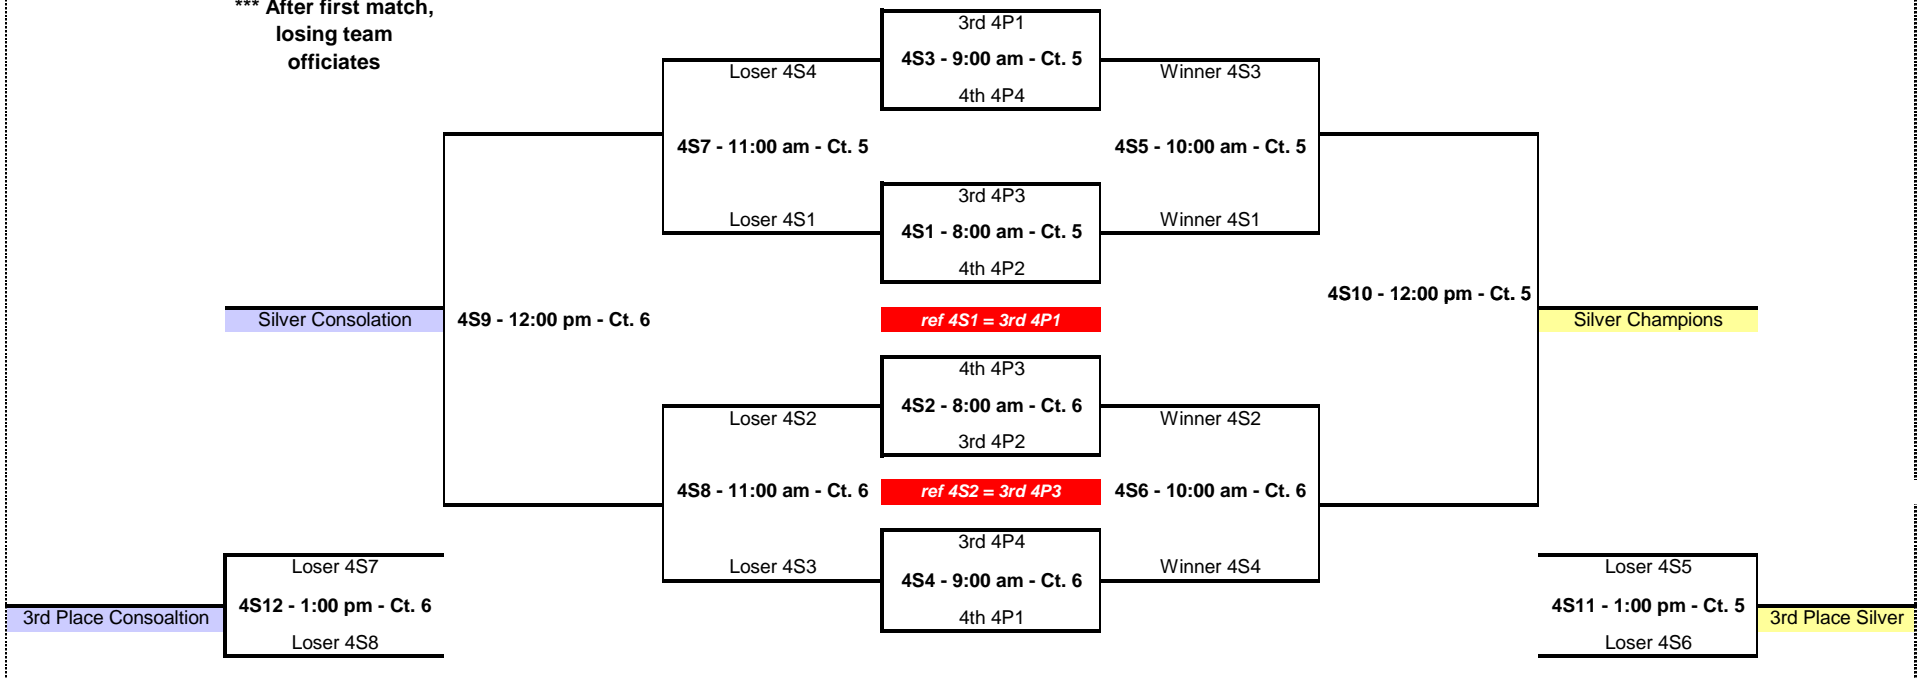 *** After first match,
losing team
officiates
3rd 4P1
4S3 - 9:00 am - Ct. 5
4th 4P4
Loser 4S4
Winner 4S3
4S7 - 11:00 am - Ct. 5
4S5 - 10:00 am - Ct. 5
3rd 4P3
Loser 4S1
4S1 - 8:00 am - Ct. 5
Winner 4S1
4th 4P2
4S10 - 12:00 pm - Ct. 5
Silver Consolation
4S9 - 12:00 pm - Ct. 6
ref 4S1 = 3rd 4P1
Silver Champions
4th 4P3
Loser 4S2
4S2 - 8:00 am - Ct. 6
Winner 4S2
3rd 4P2
4S8 - 11:00 am - Ct. 6
ref 4S2 = 3rd 4P3
4S6 - 10:00 am - Ct. 6
3rd 4P4
Loser 4S3
4S4 - 9:00 am - Ct. 6
Winner 4S4
4th 4P1
Loser 4S7
4S12 - 1:00 pm - Ct. 6
3rd Place Consoaltion
Loser 4S8
Loser 4S5
4S11 - 1:00 pm - Ct. 5
3rd Place Silver
Loser 4S6